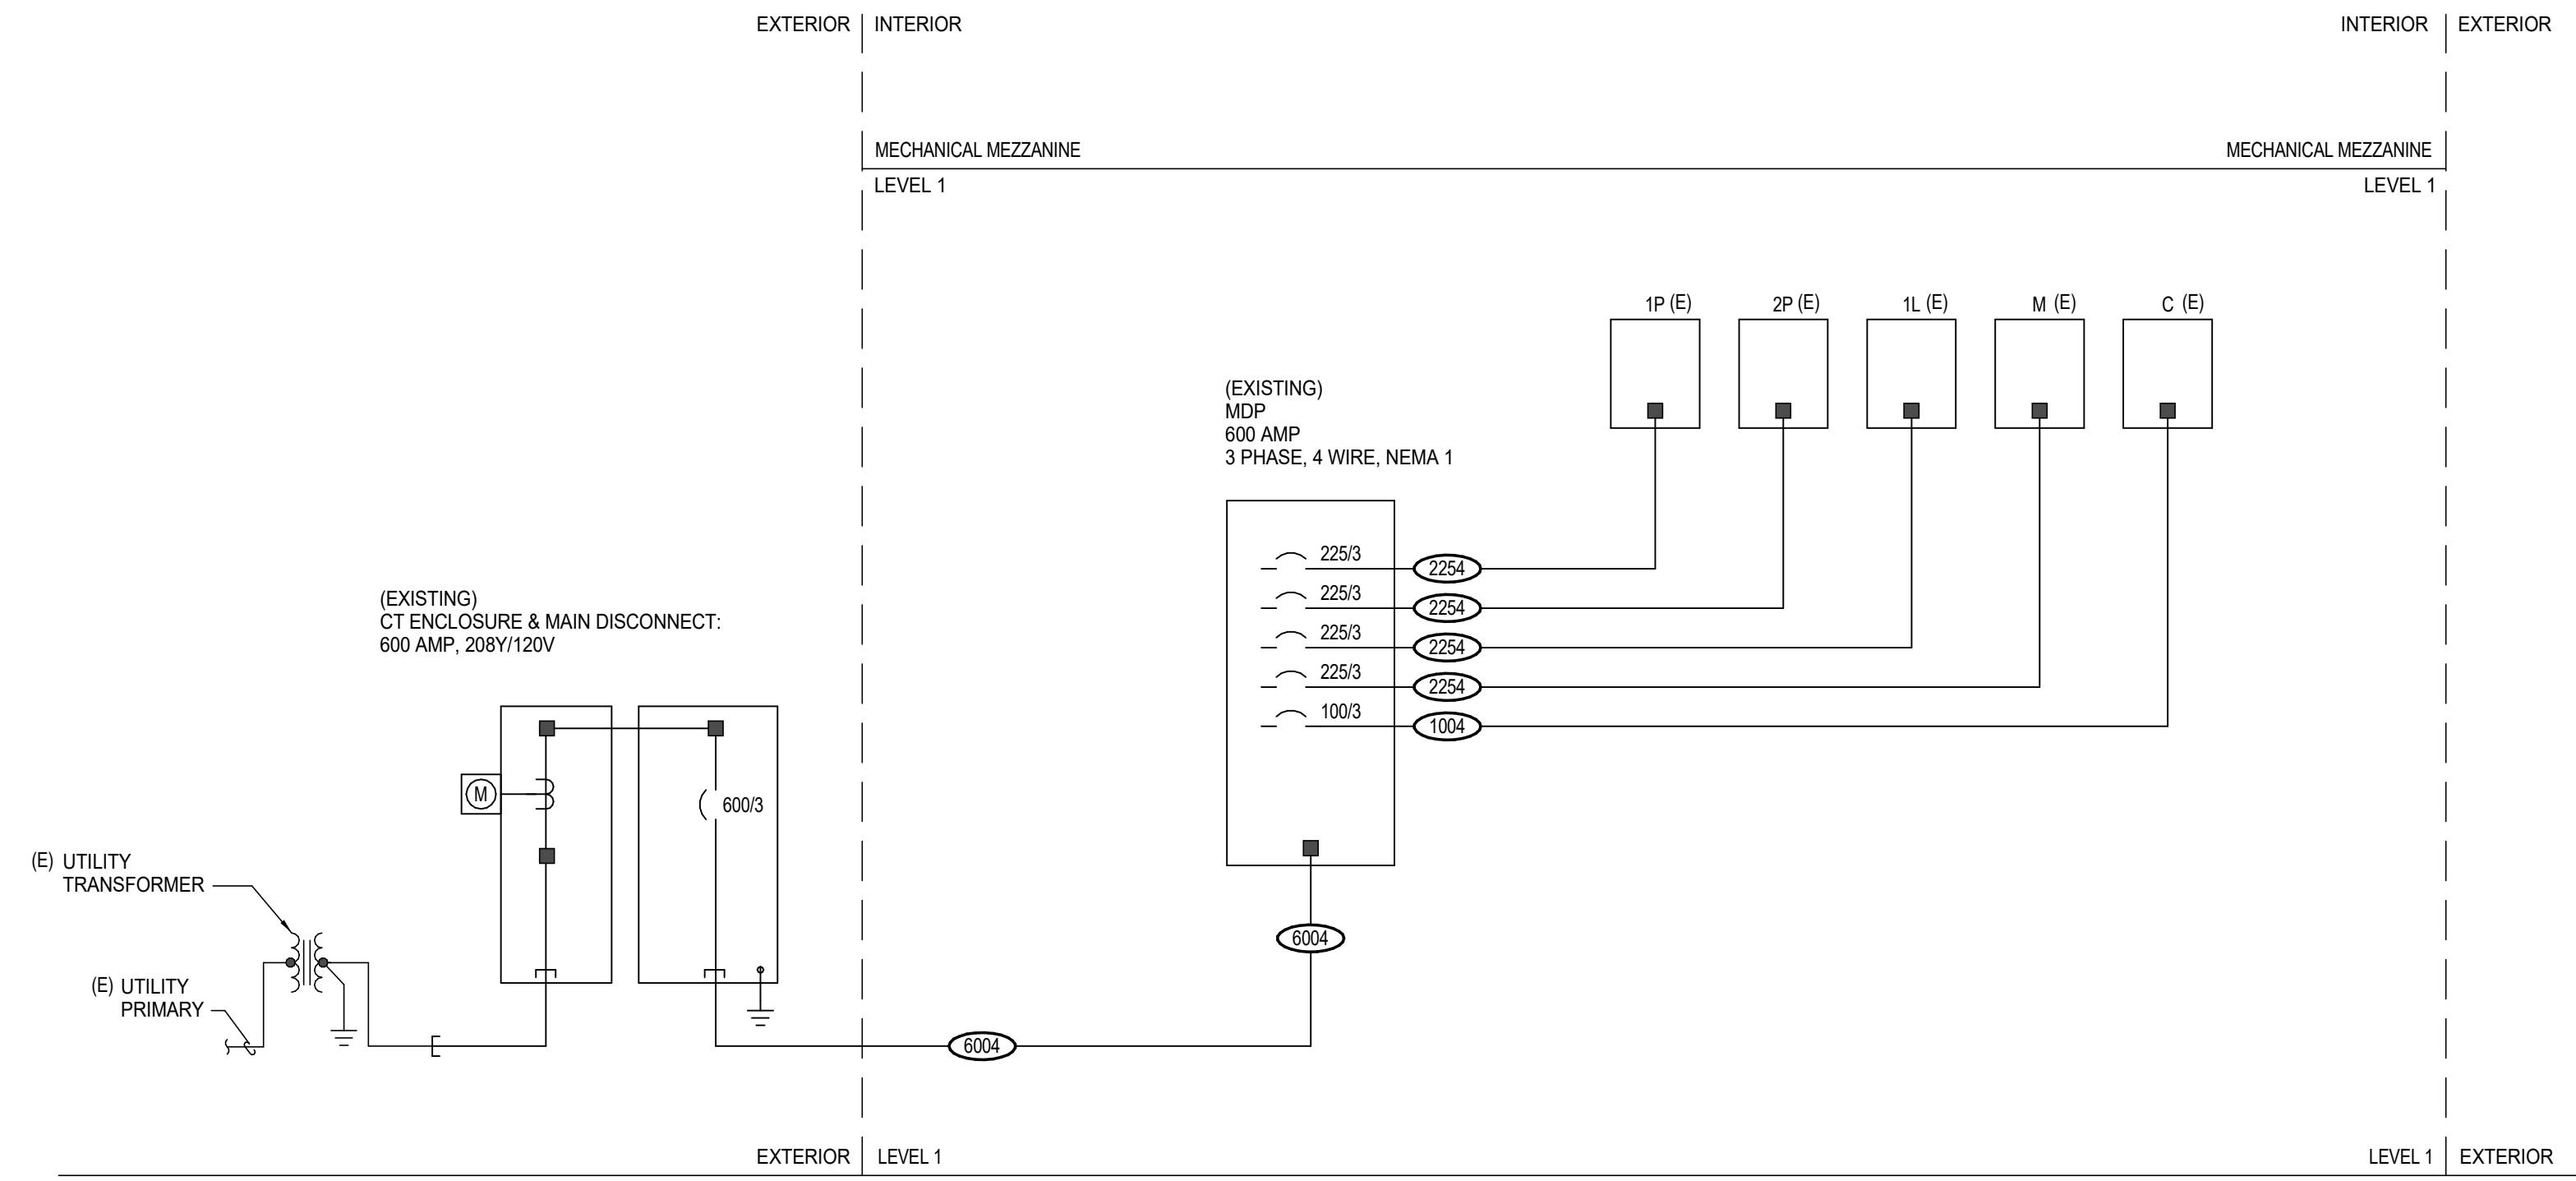 EXTERIOR
INTERIOR
INTERIOR
EXTERIOR
MECHANICAL MEZZANINE
MECHANICAL MEZZANINE
LEVEL 1
LEVEL 1
1P (E)
2P (E)
1L (E)
M (E)
C (E)
(EXISTING)
MDP
600 AMP
3 PHASE, 4 WIRE, NEMA 1
225/3
2254
225/3
2254
225/3
2254
225/3
2254
100/3
1004
(EXISTING)
CT ENCLOSURE & MAIN DISCONNECT:
600 AMP, 208Y/120V
M
600/3
(E) UTILITY
TRANSFORMER
(E) UTILITY
PRIMARY
6004
6004
EXTERIOR
LEVEL 1
LEVEL 1
EXTERIOR